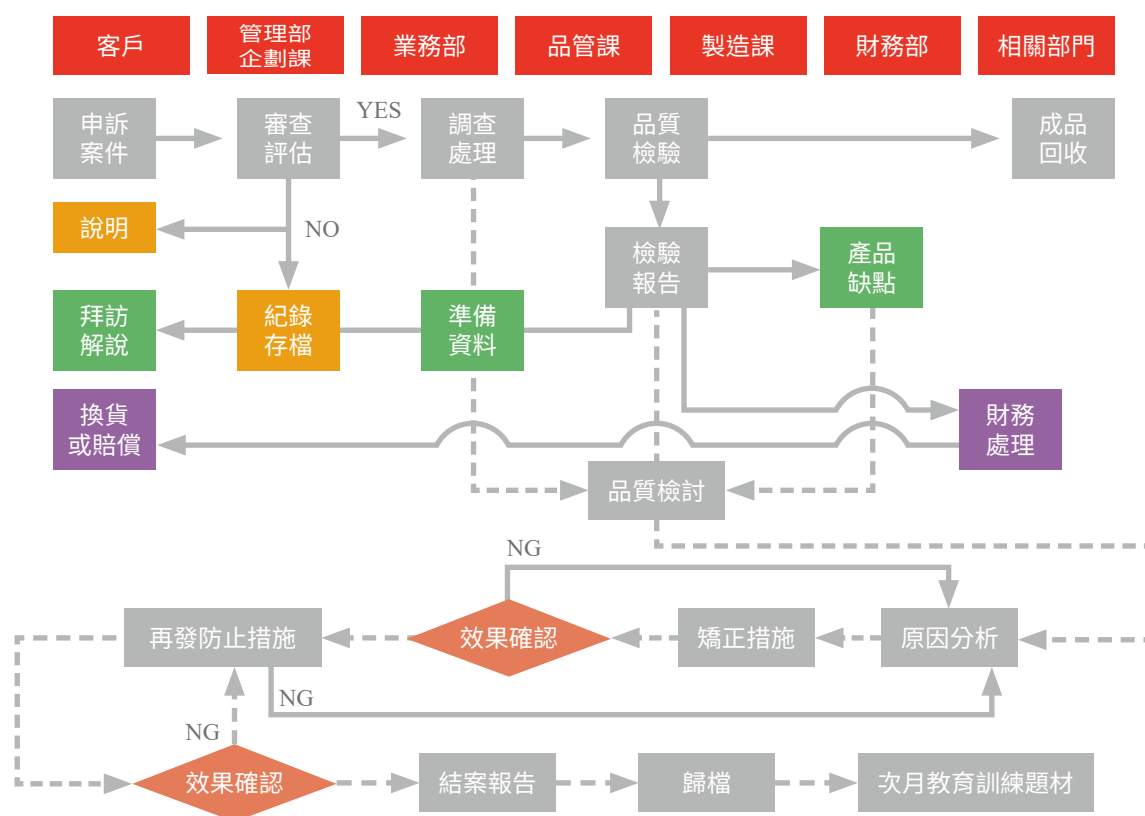 客戶
管理部
企劃課
業務部
品管課
製造課
財務部
相關部門
申訴
案件
審查
評估
YES
調查
處理
品質
檢驗
成品
回收
說明
NO
檢驗
報告
產品
缺點
拜訪
解說
紀錄
存檔
準備
資料
換貨
或賠償
財務
處理
品質檢討
NG
再發防止措施
效果確認
矯正措施
原因分析
NG
NG
效果確認
結案報告
歸檔
次月教育訓練題材